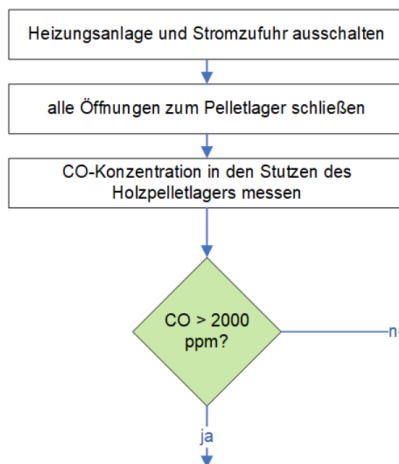 Heizungsanlage und Stromzufuhr ausschalten
alle Öffnungen zum Pelletlager schließen
CO-Konzentration in den Stutzen des
Holzpelletlagers messen
CO > 2000
ppm?
ja